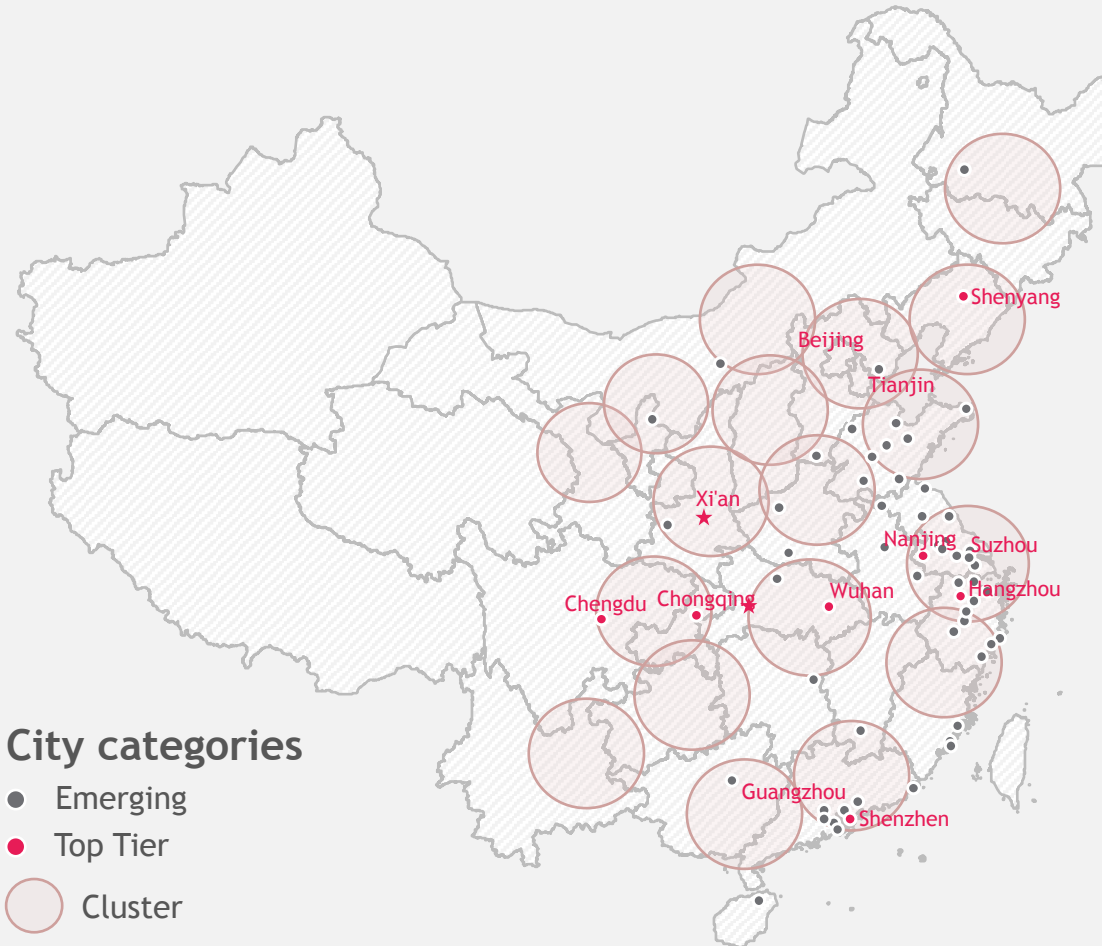 Shenyang
Beijing
Tianjin
Xi'an
Nanjing
Suzhou
Chengdu
Chongqing
Wuhan
Hangzhou
City categories
Emerging
Top Tier
Cluster
Guangzhou
Shenzhen